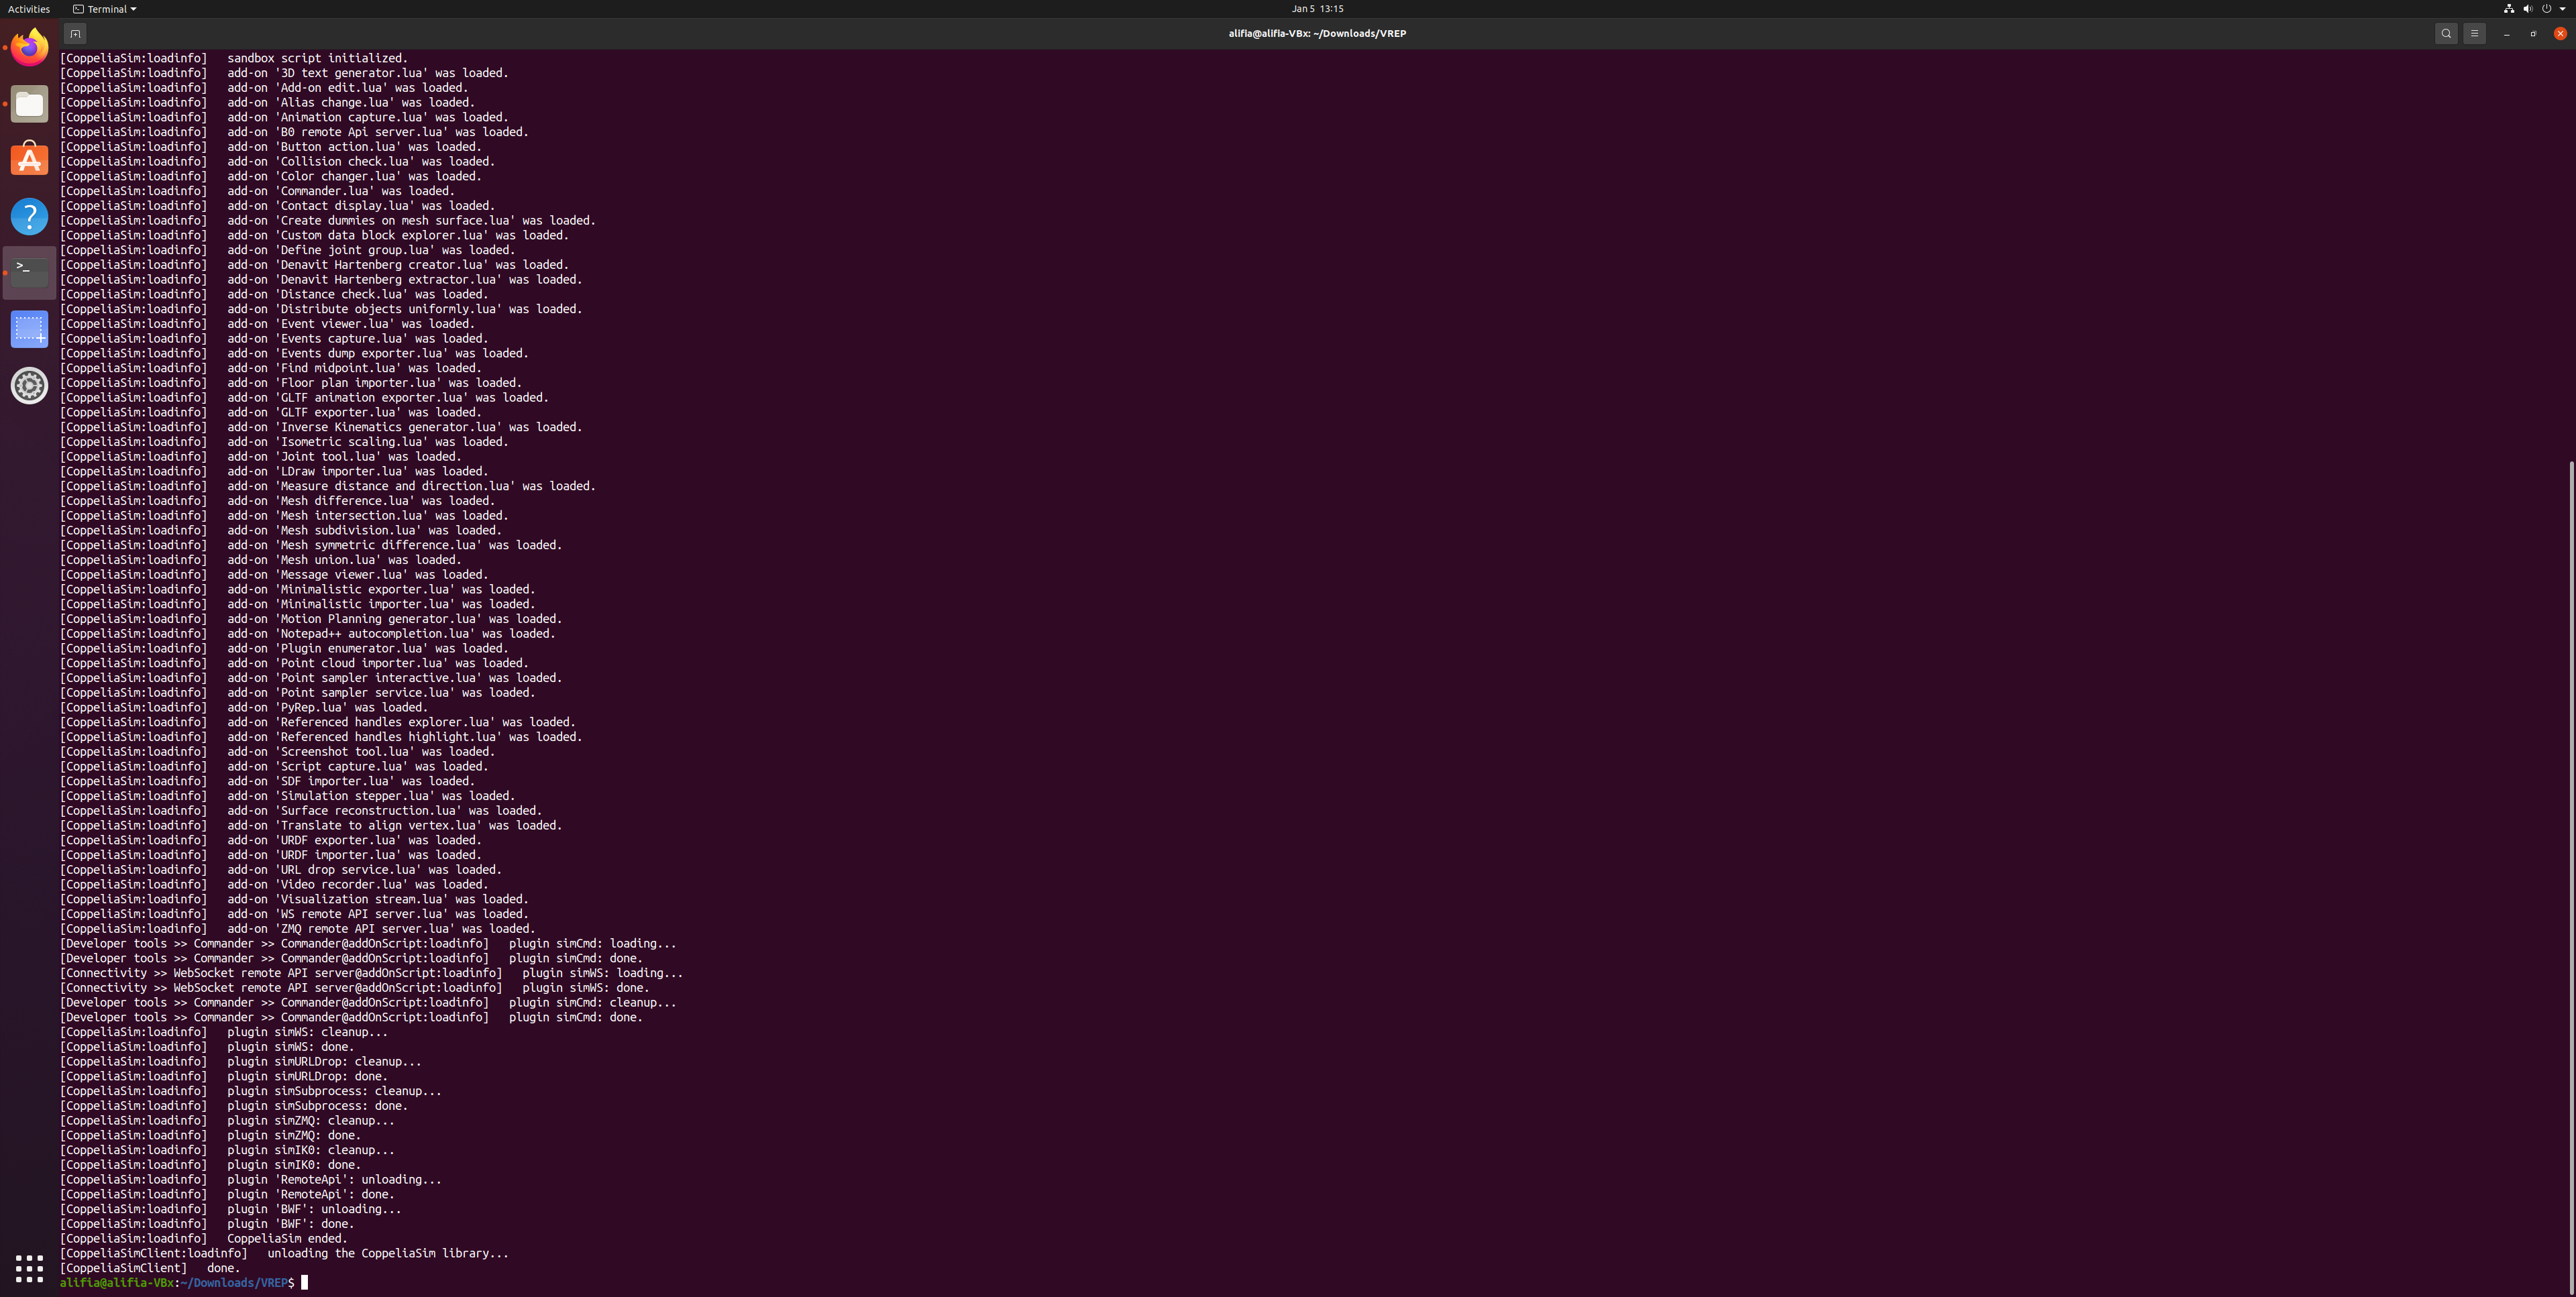 Activities
Terminal
Jan 5 13:15
alifia@alifia-VBx: ~/Downloads/VREP
[CoppeliaSim:loadinfo]   sandbox script initialized.
[CoppeliaSim:loadinfo]   add-on '3D text generator.lua' was loaded.
[CoppeliaSim:loadinfo]   add-on 'Add-on edit.lua' was loaded.
[CoppeliaSim:loadinfo]   add-on 'Alias change.lua' was loaded.
[CoppeliaSim:loadinfo]   add-on 'Animation capture.lua' was loaded.
[CoppeliaSim:loadinfo]   add-on 'B0 remote Api server.lua' was loaded.
[CoppeliaSim:loadinfo]   add-on 'Button action.lua' was loaded.
[CoppeliaSim:loadinfo]   add-on 'Collision check.lua' was loaded.
[CoppeliaSim:loadinfo]   add-on 'Color changer.lua' was loaded.
[CoppeliaSim:loadinfo]   add-on 'Commander.lua' was loaded.
[CoppeliaSim:loadinfo]   add-on 'Contact display.lua' was loaded.
[CoppeliaSim:loadinfo]   add-on 'Create dummies on mesh surface.lua' was loaded.
[CoppeliaSim:loadinfo]   add-on 'Custom data block explorer.lua' was loaded.
[CoppeliaSim:loadinfo]   add-on 'Define joint group.lua' was loaded.
[CoppeliaSim:loadinfo]   add-on 'Denavit Hartenberg creator.lua' was loaded.
[CoppeliaSim:loadinfo]   add-on 'Denavit Hartenberg extractor.lua' was loaded.
[CoppeliaSim:loadinfo]   add-on 'Distance check.lua' was loaded.
[CoppeliaSim:loadinfo]   add-on 'Distribute objects uniformly.lua' was loaded.
[CoppeliaSim:loadinfo]   add-on 'Event viewer.lua' was loaded.
[CoppeliaSim:loadinfo]   add-on 'Events capture.lua' was loaded.
[CoppeliaSim:loadinfo]   add-on 'Events dump exporter.lua' was loaded.
[CoppeliaSim:loadinfo]   add-on 'Find midpoint.lua' was loaded.
[CoppeliaSim:loadinfo]   add-on 'Floor plan importer.lua' was loaded.
[CoppeliaSim:loadinfo]   add-on 'GLTF animation exporter.lua' was loaded.
[CoppeliaSim:loadinfo]   add-on 'GLTF exporter.lua' was loaded.
[CoppeliaSim:loadinfo]   add-on 'Inverse Kinematics generator.lua' was loaded.
[CoppeliaSim:loadinfo]   add-on 'Isometric scaling.lua' was loaded.
[CoppeliaSim:loadinfo]   add-on 'Joint tool.lua' was loaded.
[CoppeliaSim:loadinfo]   add-on 'LDraw importer.lua' was loaded.
[CoppeliaSim:loadinfo]   add-on 'Measure distance and direction.lua' was loaded.
[CoppeliaSim:loadinfo]   add-on 'Mesh difference.lua' was loaded.
[CoppeliaSim:loadinfo]   add-on 'Mesh intersection.lua' was loaded.
[CoppeliaSim:loadinfo]   add-on 'Mesh subdivision.lua' was loaded.
[CoppeliaSim:loadinfo]   add-on 'Mesh symmetric difference.lua' was loaded.
[CoppeliaSim:loadinfo]   add-on 'Mesh union.lua' was loaded.
[CoppeliaSim:loadinfo]   add-on 'Message viewer.lua' was loaded.
[CoppeliaSim:loadinfo]   add-on 'Minimalistic exporter.lua' was loaded.
[CoppeliaSim:loadinfo]   add-on 'Minimalistic importer.lua' was loaded.
[CoppeliaSim:loadinfo]   add-on 'Motion Planning generator.lua' was loaded.
[CoppeliaSim:loadinfo]   add-on 'Notepad++ autocompletion.lua' was loaded.
[CoppeliaSim:loadinfo]   add-on 'Plugin enumerator.lua' was loaded.
[CoppeliaSim:loadinfo]   add-on 'Point cloud importer.lua' was loaded.
[CoppeliaSim:loadinfo]   add-on 'Point sampler interactive.lua' was loaded.
[CoppeliaSim:loadinfo]   add-on 'Point sampler service.lua' was loaded.
[CoppeliaSim:loadinfo]   add-on 'PyRep.lua' was loaded.
[CoppeliaSim:loadinfo]   add-on 'Referenced handles explorer.lua' was loaded.
[CoppeliaSim:loadinfo]   add-on 'Referenced handles highlight.lua' was loaded.
[CoppeliaSim:loadinfo]   add-on 'Screenshot tool.lua' was loaded.
[CoppeliaSim:loadinfo]   add-on 'Script capture.lua' was loaded.
[CoppeliaSim:loadinfo]   add-on 'SDF importer.lua' was loaded.
[CoppeliaSim:loadinfo]   add-on 'Simulation stepper.lua' was loaded.
[CoppeliaSim:loadinfo]   add-on 'Surface reconstruction.lua' was loaded.
[CoppeliaSim:loadinfo]   add-on 'Translate to align vertex.lua' was loaded.
[CoppeliaSim:loadinfo]   add-on 'URDF exporter.lua' was loaded.
[CoppeliaSim:loadinfo]   add-on 'URDF importer.lua' was loaded.
[CoppeliaSim:loadinfo]   add-on 'URL drop service.lua' was loaded.
[CoppeliaSim:loadinfo]   add-on 'Video recorder.lua' was loaded.
[CoppeliaSim:loadinfo]   add-on 'Visualization stream.lua' was loaded.
[CoppeliaSim:loadinfo]   add-on 'WS remote API server.lua' was loaded.
[CoppeliaSim:loadinfo]   add-on 'ZMQ remote API server.lua' was loaded.
[Developer tools >> Commander >> Commander@addOnScript:loadinfo]   plugin simCmd: loading...
[Developer tools >> Commander >> Commander@addOnScript:loadinfo]   plugin simCmd: done.
[Connectivity >> WebSocket remote API server@addOnScript:loadinfo]   plugin simWS: loading...
[Connectivity >> WebSocket remote API server@addOnScript:loadinfo]   plugin simWS: done.
[Developer tools >> Commander >> Commander@addOnScript:loadinfo]   plugin simCmd: cleanup...
[Developer tools >> Commander >> Commander@addOnScript:loadinfo]   plugin simCmd: done.
[CoppeliaSim:loadinfo]   plugin simWS: cleanup...
[CoppeliaSim:loadinfo]   plugin simWS: done.
[CoppeliaSim:loadinfo]   plugin simURLDrop: cleanup...
[CoppeliaSim:loadinfo]   plugin simURLDrop: done.
[CoppeliaSim:loadinfo]   plugin simSubprocess: cleanup...
[CoppeliaSim:loadinfo]   plugin simSubprocess: done.
[CoppeliaSim:loadinfo]   plugin simZMQ: cleanup...
[CoppeliaSim:loadinfo]   plugin simZMQ: done.
[CoppeliaSim:loadinfo]   plugin simIK0: cleanup...
[CoppeliaSim:loadinfo]   plugin simIK0: done.
[CoppeliaSim:loadinfo]   plugin 'RemoteApi': unloading...
[CoppeliaSim:loadinfo]   plugin 'RemoteApi': done.
[CoppeliaSim:loadinfo]   plugin 'BWF': unloading...
[CoppeliaSim:loadinfo]   plugin 'BWF': done.
[CoppeliaSim:loadinfo]   CoppeliaSim ended.
[CoppeliaSimClient:loadinfo]   unloading the CoppeliaSim library...
[CoppeliaSimClient]   done.
alifia@alifia-VBx:~/Downloads/VREP$